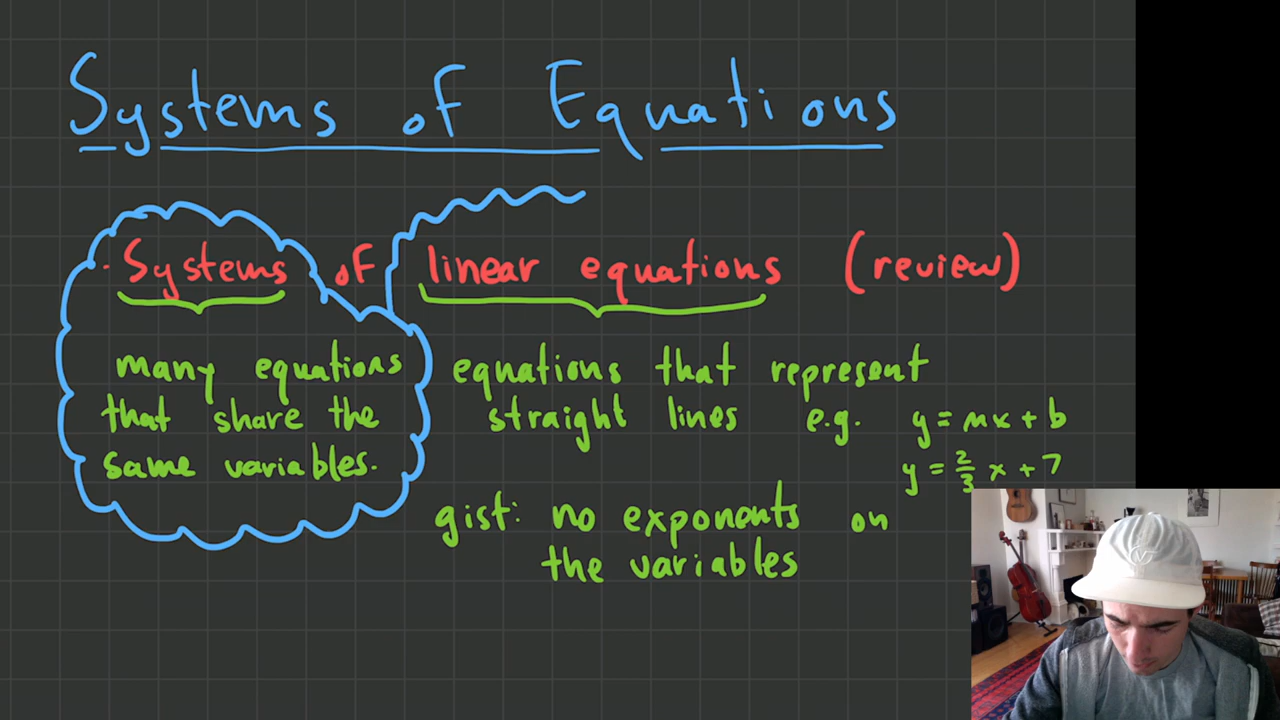 Systems of Equations
· Systems of linear equations (review)
many equations
that share the
same variables.
equations that represent
straight lines e.g. y = mx + b
y = 2/3 x + 7
gist: no exponents on
the variables